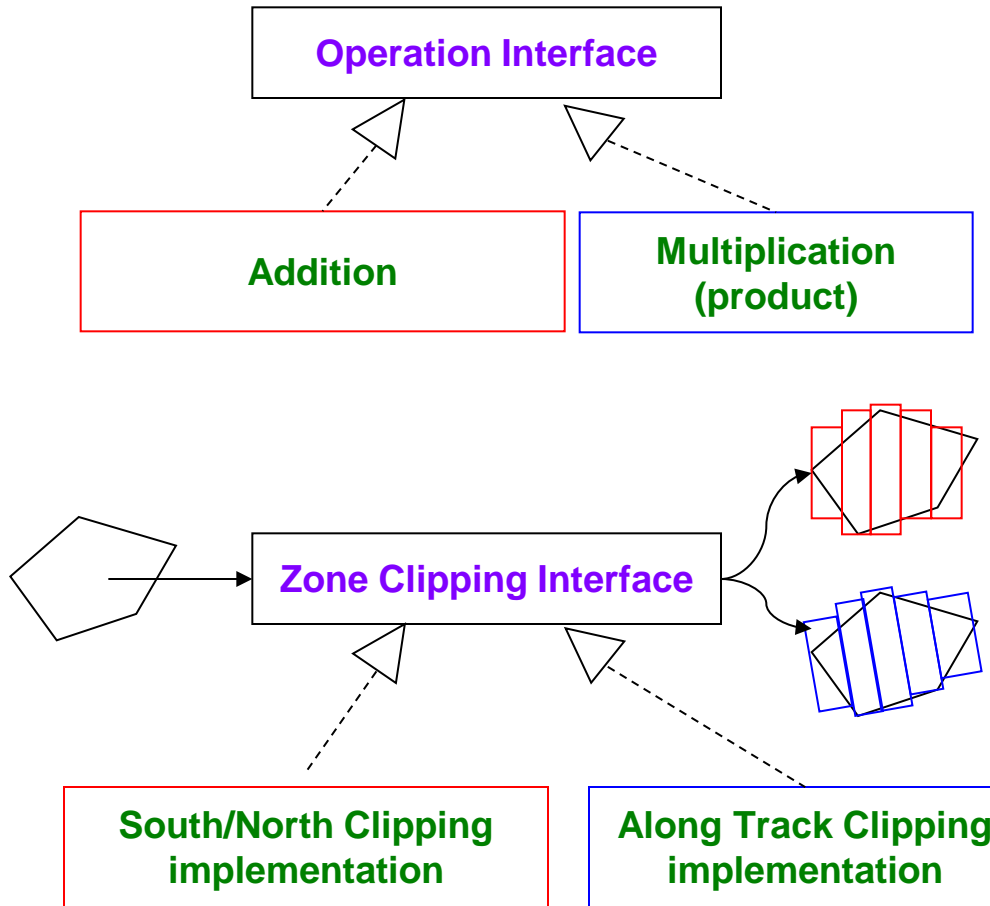 Operation Interface
Addition
Multiplication
(product)
Zone Clipping Interface
South/North Clipping
implementation
Along Track Clipping
implementation